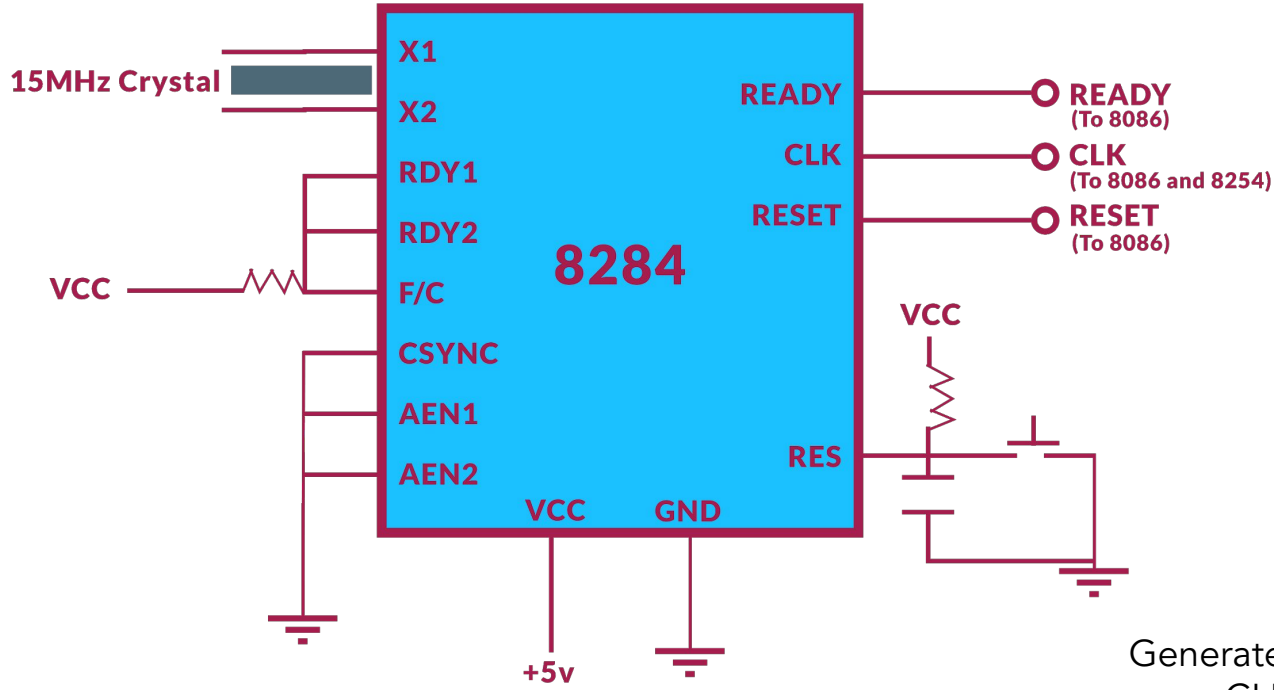 15MHz Crystal
X1
X2
RDY1
RDY2
VCC
F/C
CSYNC
AEN1
AEN2
8284
VCC
GND
+5v
READY
CLK
RESET
RES
READY
(To 8086)
CLK
(To 8086 and 8254)
RESET
(To 8086)
VCC
Generate